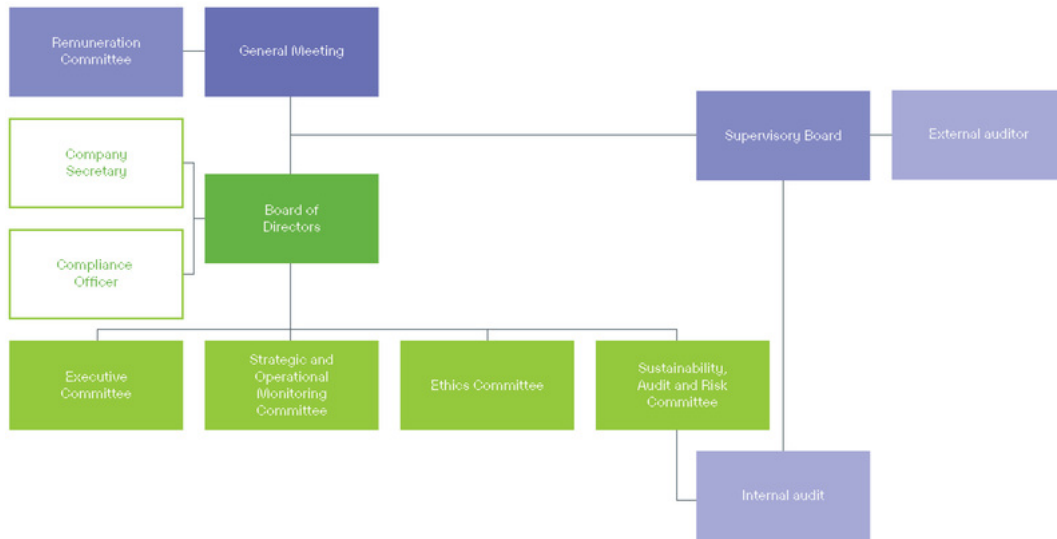 Remuneration
Committee
General Meeting
Company
Secretary
Supervisory Board
External auditor
Board of
Directors
Compliance
Officer
Executive
Committee
Strategic and
Operational
Monitoring
Committee
Ethics Committee
Sustainability,
Audit and Risk
Committee
Internal audit